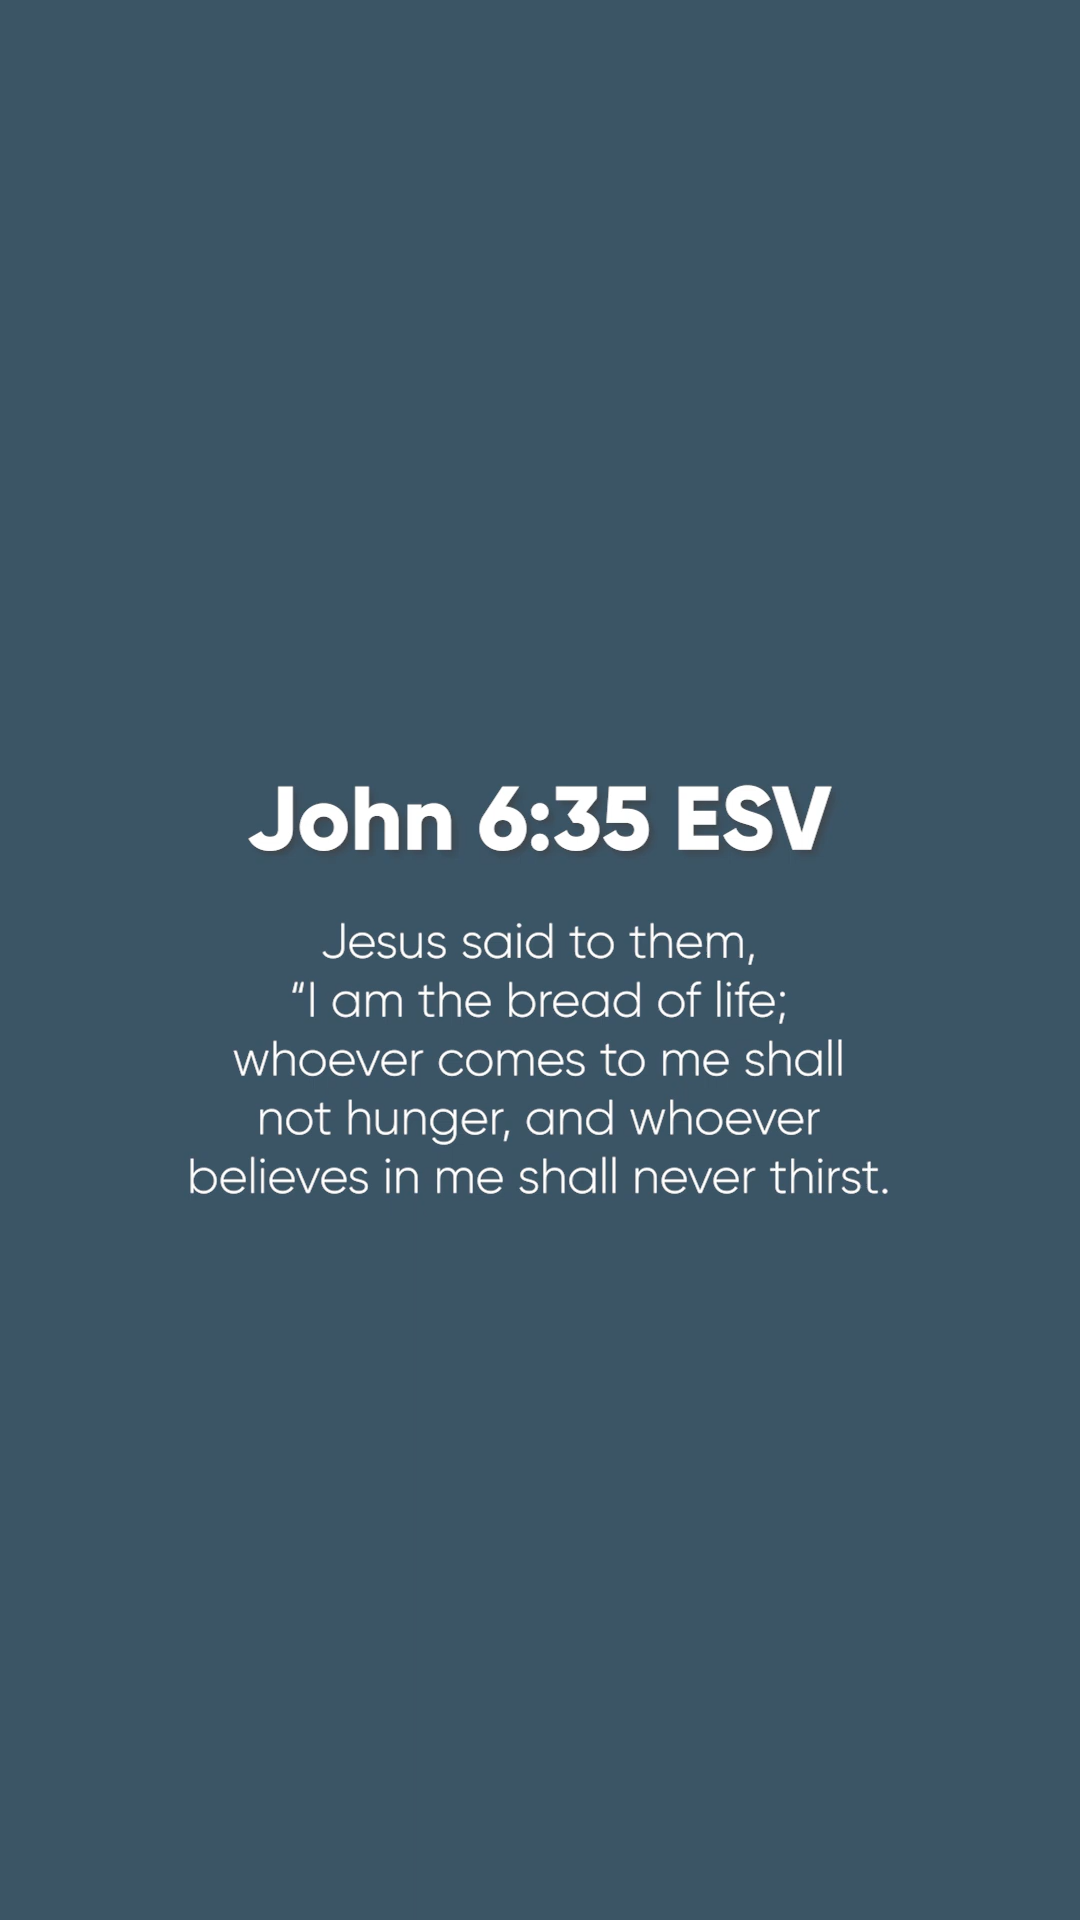 John 6:35 ESV
Jesus said to them,
“I am the bread of life;
whoever comes to me shall
not hunger, and whoever
believes in me shall never thirst.